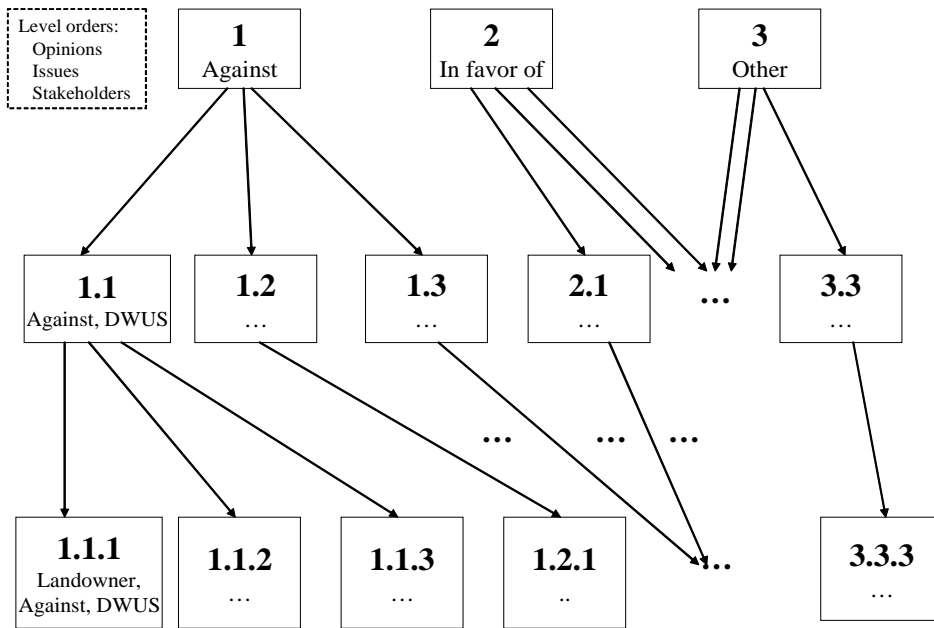 Level orders:
Opinions
Issues
Stakeholders
1
Against
2
In favor of
3
Other
1.1
Against, DWUS
1.2
…
1.3
…
2.1
…
…
3.3
…
… … …
1.1.1
Landowner,
Against, DWUS
1.1.2
…
1.1.3
…
1.2.1
..
…
3.3.3
…